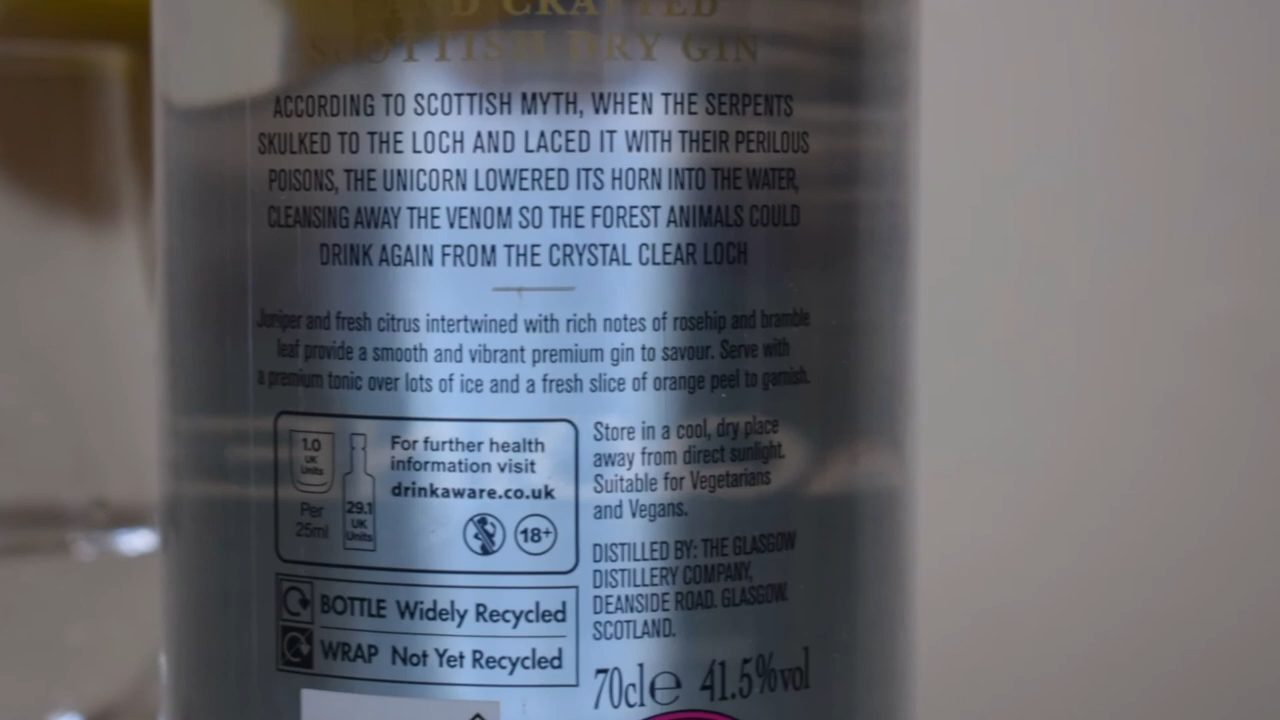 CRAFTED
SCOTTISH DRY GIN
ACCORDING TO SCOTTISH MYTH, WHEN THE SERPENTS
SKULKED TO THE LOCH AND LACED IT WITH THEIR PERILOUS
POISONS, THE UNICORN LOWERED ITS HORN INTO THE WATER,
CLEANSING AWAY THE VENOM SO THE FOREST ANIMALS COULD
DRINK AGAIN FROM THE CRYSTAL CLEAR LOCH
Juniper and fresh citrus intertwined with rich notes of rosehip and bramble
leaf provide a smooth and vibrant premium gin to savour. Serve with
a premium tonic over lots of ice and a fresh slice of orange peel to garnish.
1.0
UK
Units
Per
25ml
29.1
UK
Units
For further health
information visit
drinkaware.co.uk
18+
BOTTLE Widely Recycled
WRAP Not Yet Recycled
Store in a cool, dry place
away from direct sunlight.
Suitable for Vegetarians
and Vegans.
DISTILLED BY: THE GLASGOW
DISTILLERY COMPANY,
DEANSIDE ROAD. GLASGOW.
SCOTLAND.
70cl℮ 41.5%vol